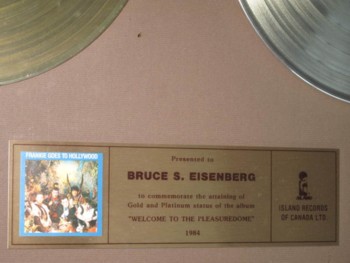 FRANKIE GOES TO HOLLYWOOD
Presented to
BRUCE S. EISENBERG
to commemorate the attaining of
Gold and Platinum status of the album
"WELCOME TO THE PLEASUREDOME"
1984
ISLAND RECORDS
OF CANADA LTD.